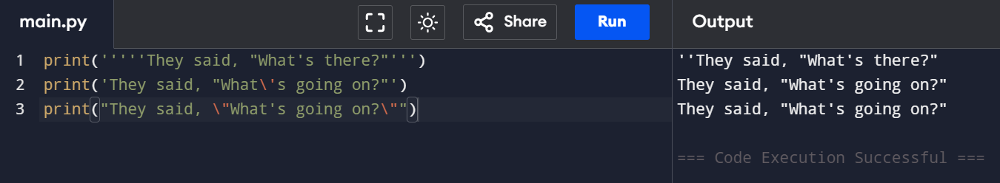 main.py
Share
Run
Output
1 print('''''They said, "What's there?"''')
2 print('They said, "What\'s going on?"')
3 print("They said, \"What's going on?\"")
''They said, "What's there?"
They said, "What's going on?"
They said, "What's going on?"
=== Code Execution Successful ===